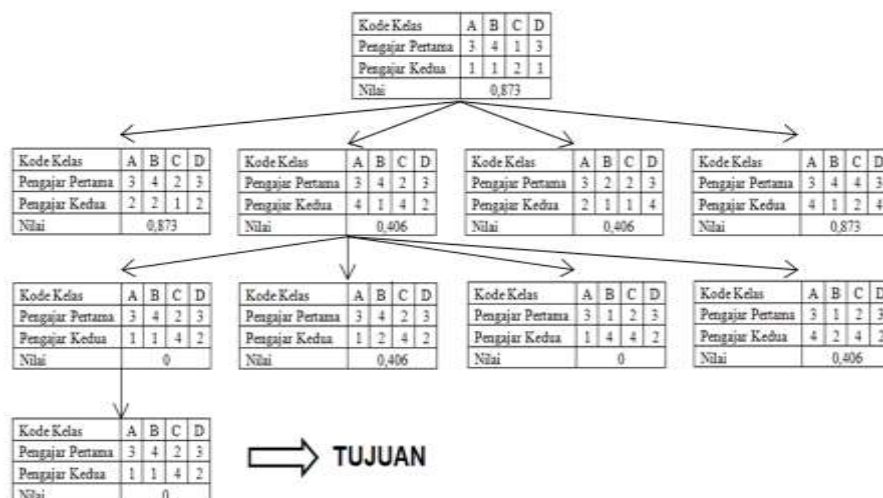 Kode Kelas A B C D
Pengajar Pertama 3 4 1 3
Pengajar Kedua 1 1 2 1
Nilai 0,873
Kode Kelas A B C D
Pengajar Pertama 3 4 2 3
Pengajar Kedua 2 2 1 2
Nilai 0,873
Kode Kelas A B C D
Pengajar Pertama 3 4 2 3
Pengajar Kedua 4 1 4 2
Nilai 0,406
Kode Kelas A B C D
Pengajar Pertama 3 2 2 3
Pengajar Kedua 2 1 1 4
Nilai 0,406
Kode Kelas A B C D
Pengajar Pertama 3 4 4 3
Pengajar Kedua 4 1 2 4
Nilai 0,873
Kode Kelas A B C D
Pengajar Pertama 3 4 2 3
Pengajar Kedua 1 1 4 2
Nilai 0
Kode Kelas A B C D
Pengajar Pertama 3 4 2 3
Pengajar Kedua 1 2 4 2
Nilai 0,406
Kode Kelas A B C D
Pengajar Pertama 3 1 2 3
Pengajar Kedua 1 4 4 2
Nilai 0
Kode Kelas A B C D
Pengajar Pertama 3 1 2 3
Pengajar Kedua 4 2 4 2
Nilai 0,406
Kode Kelas A B C D
Pengajar Pertama 3 4 2 3
Pengajar Kedua 1 1 4 2
Nilai 0
TUJUAN